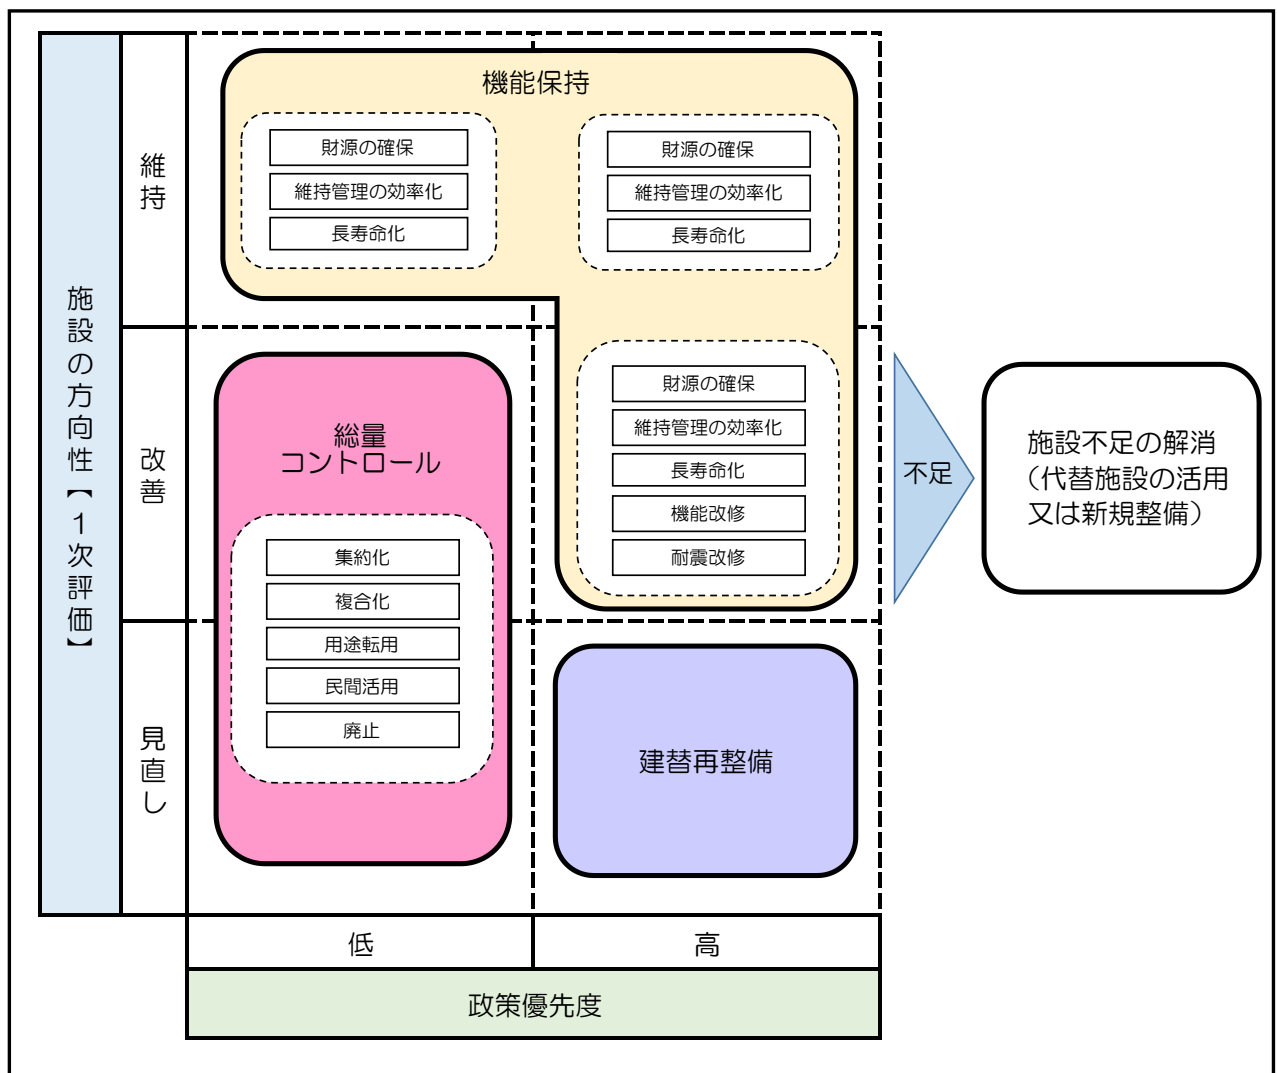 施設の方向性【１次評価】
維持
機能保持
財源の確保
維持管理の効率化
長寿命化
財源の確保
維持管理の効率化
長寿命化
改善
総量
コントロール
集約化
複合化
用途転用
民間活用
廃止
財源の確保
維持管理の効率化
長寿命化
機能改修
耐震改修
見直し
建替再整備
不足
施設不足の解消
（代替施設の活用
又は新規整備）
低
高
政策優先度